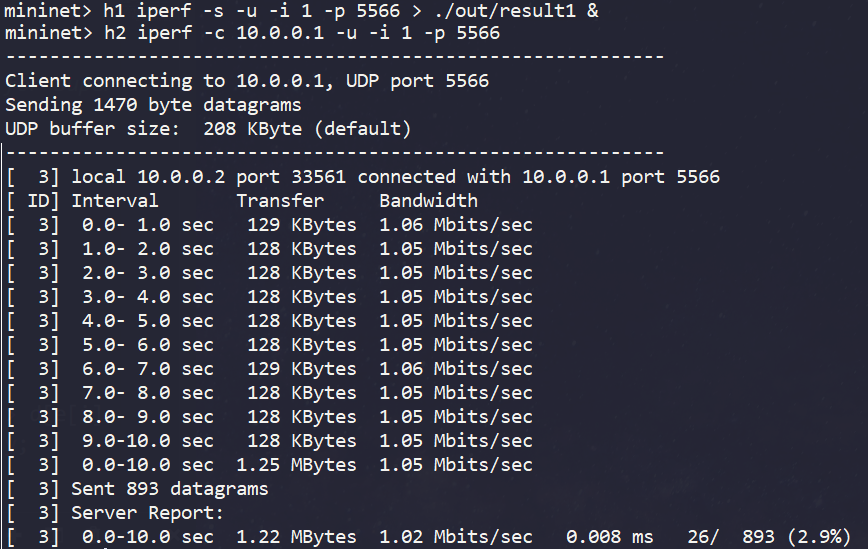 mininet> h1 iperf -s -u -i 1 -p 5566 > ./out/result1 &
mininet> h2 iperf -c 10.0.0.1 -u -i 1 -p 5566
------------------------------------------------------------
Client connecting to 10.0.0.1, UDP port 5566
Sending 1470 byte datagrams
UDP buffer size:  208 KByte (default)
------------------------------------------------------------
[  3] local 10.0.0.2 port 33561 connected with 10.0.0.1 port 5566
[ ID] Interval       Transfer     Bandwidth
[  3]  0.0- 1.0 sec   129 KBytes  1.06 Mbits/sec
[  3]  1.0- 2.0 sec   128 KBytes  1.05 Mbits/sec
[  3]  2.0- 3.0 sec   128 KBytes  1.05 Mbits/sec
[  3]  3.0- 4.0 sec   128 KBytes  1.05 Mbits/sec
[  3]  4.0- 5.0 sec   128 KBytes  1.05 Mbits/sec
[  3]  5.0- 6.0 sec   128 KBytes  1.05 Mbits/sec
[  3]  6.0- 7.0 sec   129 KBytes  1.06 Mbits/sec
[  3]  7.0- 8.0 sec   128 KBytes  1.05 Mbits/sec
[  3]  8.0- 9.0 sec   128 KBytes  1.05 Mbits/sec
[  3]  9.0-10.0 sec   128 KBytes  1.05 Mbits/sec
[  3]  0.0-10.0 sec  1.25 MBytes  1.05 Mbits/sec
[  3] Sent 893 datagrams
[  3] Server Report:
[  3]  0.0-10.0 sec  1.22 MBytes  1.02 Mbits/sec   0.008 ms   26/  893 (2.9%)